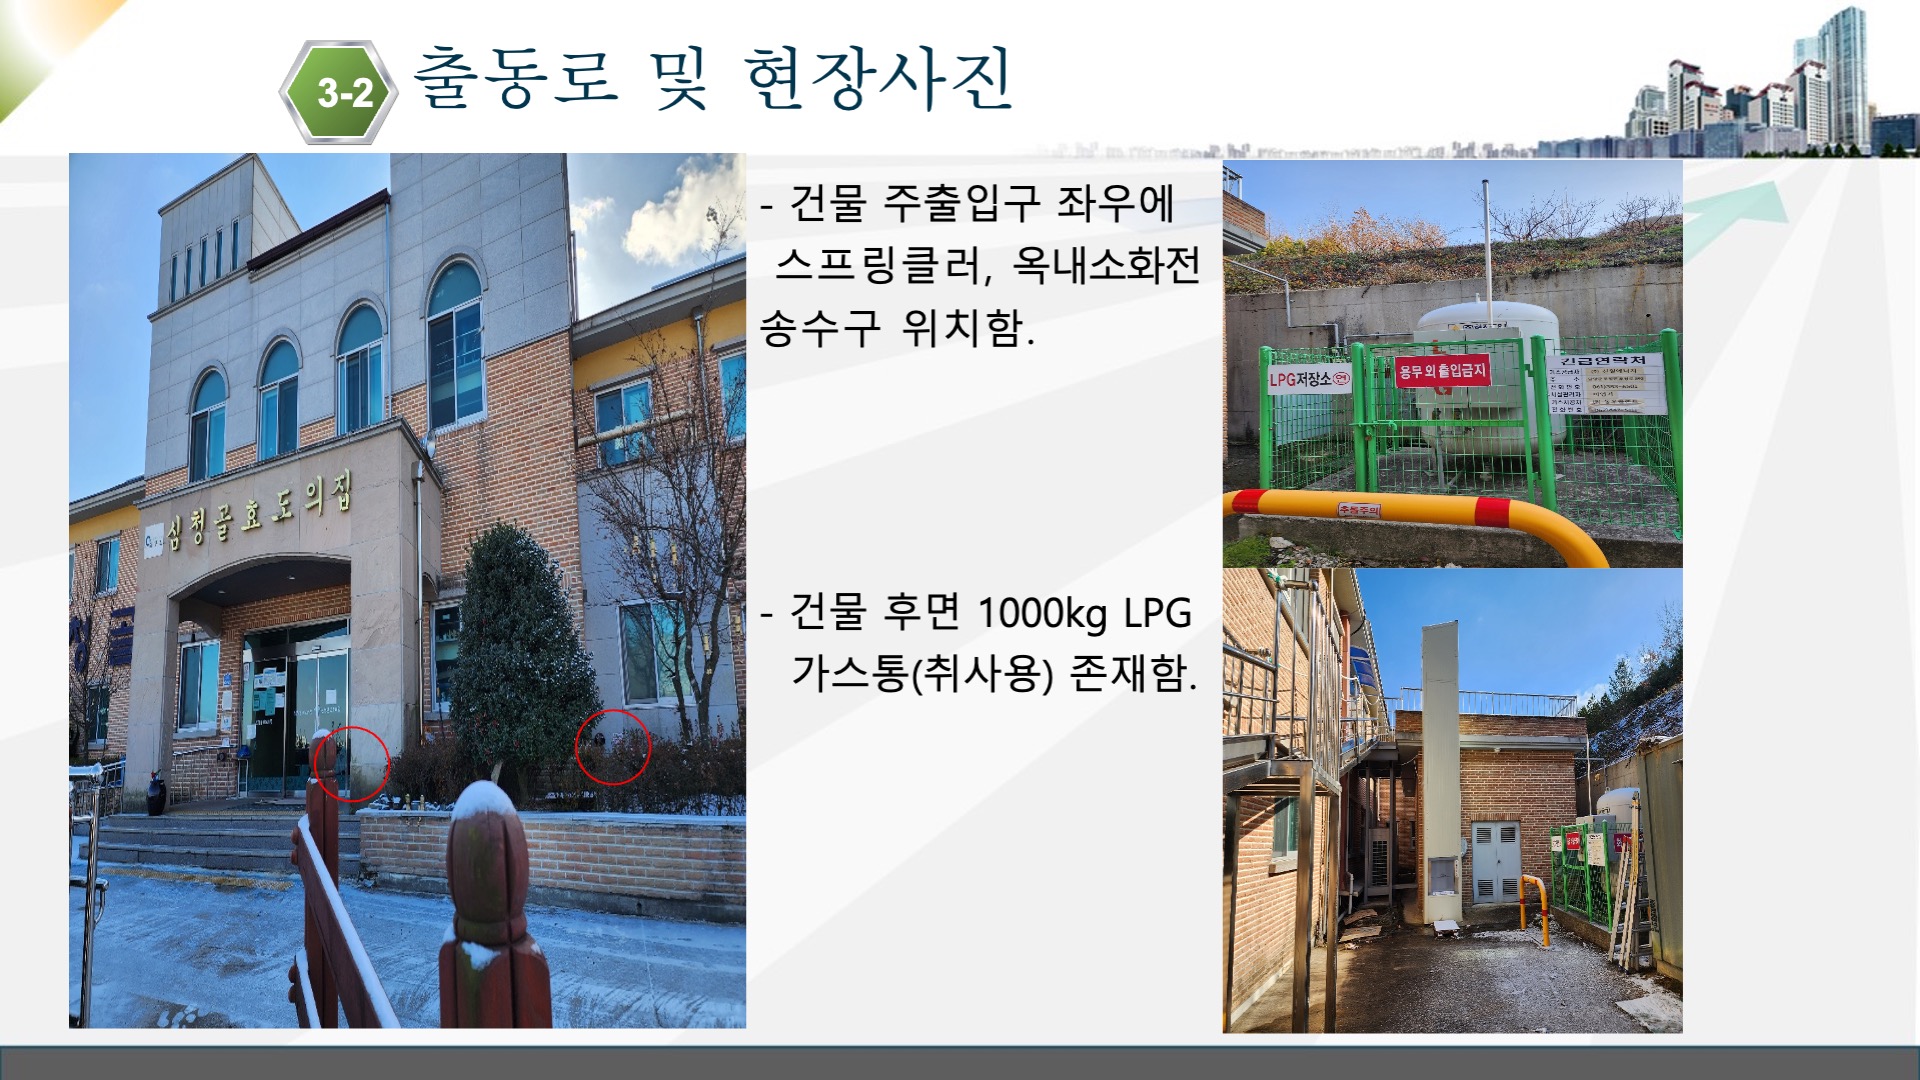 3-2 출동로 및 현장사진
- 건물 주출입구 좌우에
스프링클러, 옥내소화전
송수구 위치함.
- 건물 후면 1000kg LPG
가스통(취사용) 존재함.
심청골효도의집
LPG저장소
용무 외 출입금지
긴급연락처
추돌주의